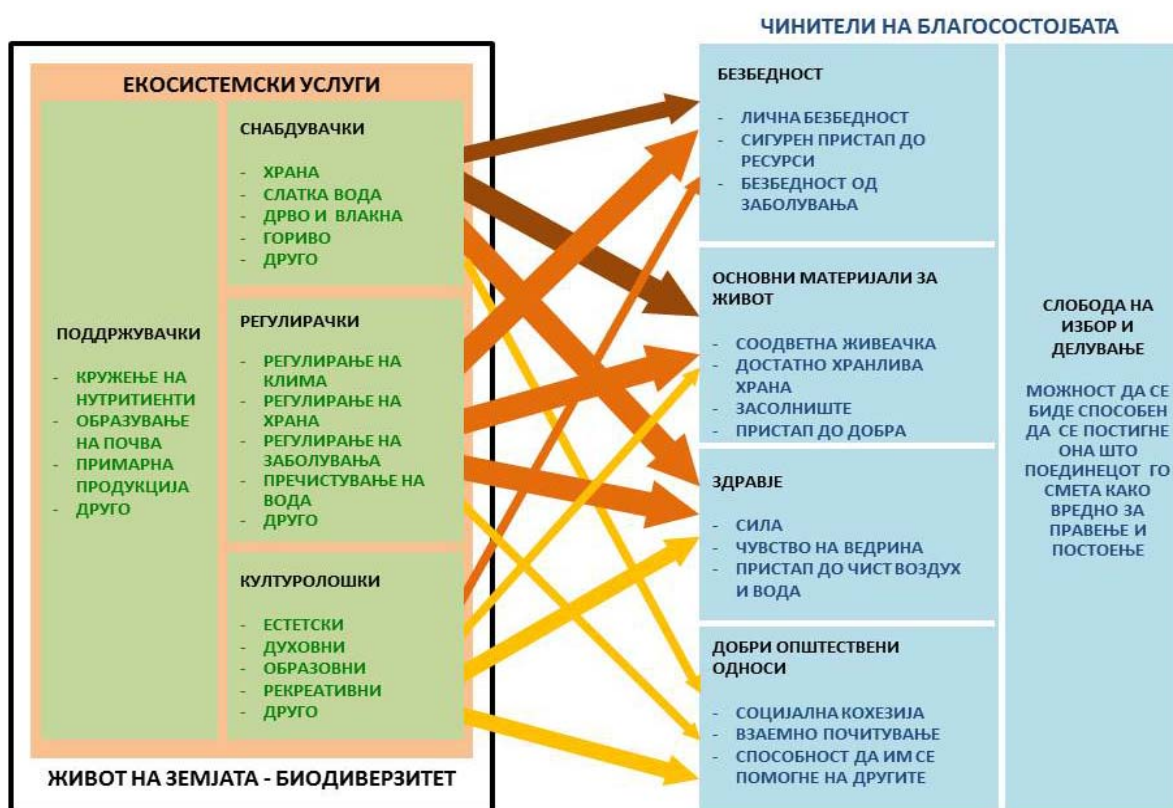 ЕКОСИСТЕМСКИ УСЛУГИ
ПОДДРЖУВАЧКИ
- КРУЖЕЊЕ НА
НУТРИТИЕНТИ
- ОБРАЗУВАЊЕ
НА ПОЧВА
- ПРИМАРНА
ПРОДУКЦИЈА
- ДРУГО
СНАБДУВАЧКИ
- ХРАНА
- СЛАТКА ВОДА
- ДРВО И ВЛАКНА
- ГОРИВО
- ДРУГО
РЕГУЛИРАЧКИ
- РЕГУЛИРАЊЕ НА
КЛИМА
- РЕГУЛИРАЊЕ НА
ХРАНА
- РЕГУЛИРАЊЕ НА
ЗАБОЛУВАЊА
- ПРЕЧИСТУВАЊЕ НА
ВОДА
- ДРУГО
КУЛТУРОЛОШКИ
- ЕСТЕТСКИ
- ДУХОВНИ
- ОБРАЗОВНИ
- РЕКРЕАТИВНИ
- ДРУГО
ЖИВОТ НА ЗЕМЈАТА - БИОДИВЕРЗИТЕТ
ЧИНИТЕЛИ НА БЛАГОСОСТОЈБАТА
БЕЗБЕДНОСТ
- ЛИЧНА БЕЗБЕДНОСТ
- СИГУРЕН ПРИСТАП ДО
РЕСУРСИ
- БЕЗБЕДНОСТ ОД
ЗАБОЛУВАЊА
ОСНОВНИ МАТЕРИЈАЛИ ЗА
ЖИВОТ
- СООДВЕТНА ЖИВЕАЧКА
- ДОСТАТНО ХРАНЛИВА
ХРАНА
- ЗАСОЛНИШТЕ
- ПРИСТАП ДО ДОБРА
ЗДРАВЈЕ
- СИЛА
- ЧУВСТВО НА ВЕДРИНА
- ПРИСТАП ДО ЧИСТ ВОЗДУХ
И ВОДА
ДОБРИ ОПШТЕСТВЕНИ
ОДНОСИ
- СОЦИЈАЛНА КОХЕЗИЈА
- ВЗАЕМНО ПОЧИТУВАЊЕ
- СПОСОБНОСТ ДА ИМ СЕ
ПОМОГНЕ НА ДРУГИТЕ
СЛОБОДА НА
ИЗБОР И
ДЕЛУВАЊЕ
МОЖНОСТ ДА СЕ
БИДЕ СПОСОБЕН
ДА СЕ ПОСТИГНЕ
ОНА ШТО
ПОЕДИНЕЦОТ ГО
СМЕТА КАКО
ВРЕДНО ЗА
ПРАВЕЊЕ И
ПОСТОЕЊЕ